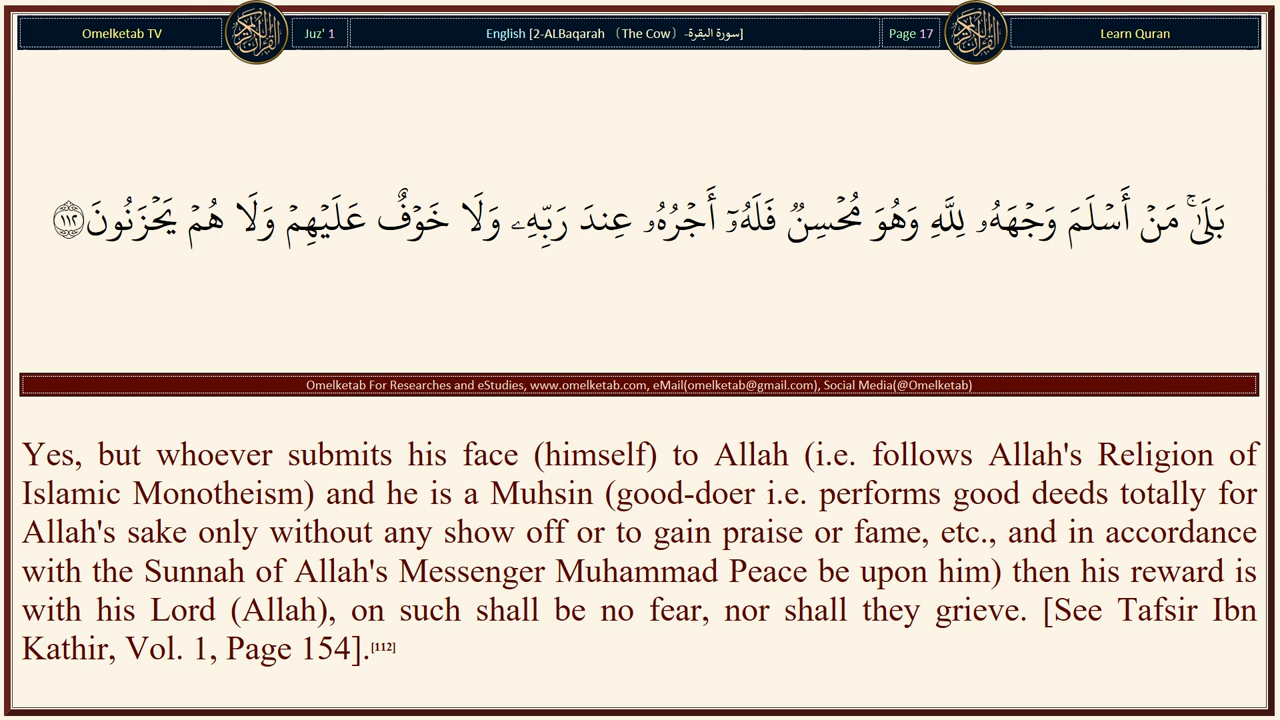 Omelketab TV
Juz' 1
English [2-ALBaqarah (The Cow) -سورة البقرة]
Page 17
Learn Quran
بَلَىٰۚ مَنۡ أَسۡلَمَ وَجۡهَهُۥ لِلَّهِ وَهُوَ مُحۡسِنٞ فَلَهُۥٓ أَجۡرُهُۥ عِندَ رَبِّهِۦ وَلَا خَوۡفٌ عَلَيۡهِمۡ وَلَا هُمۡ يَحۡزَنُونَ ١١٢
Omelketab For Researches and eStudies, www.omelketab.com, eMail(omelketab@gmail.com), Social Media(@Omelketab)
Yes, but whoever submits his face (himself) to Allah (i.e. follows Allah's Religion of
Islamic Monotheism) and he is a Muhsin (good-doer i.e. performs good deeds totally for
Allah's sake only without any show off or to gain praise or fame, etc., and in accordance
with the Sunnah of Allah's Messenger Muhammad Peace be upon him) then his reward is
with his Lord (Allah), on such shall be no fear, nor shall they grieve. [See Tafsir Ibn
Kathir, Vol. 1, Page 154].[112]